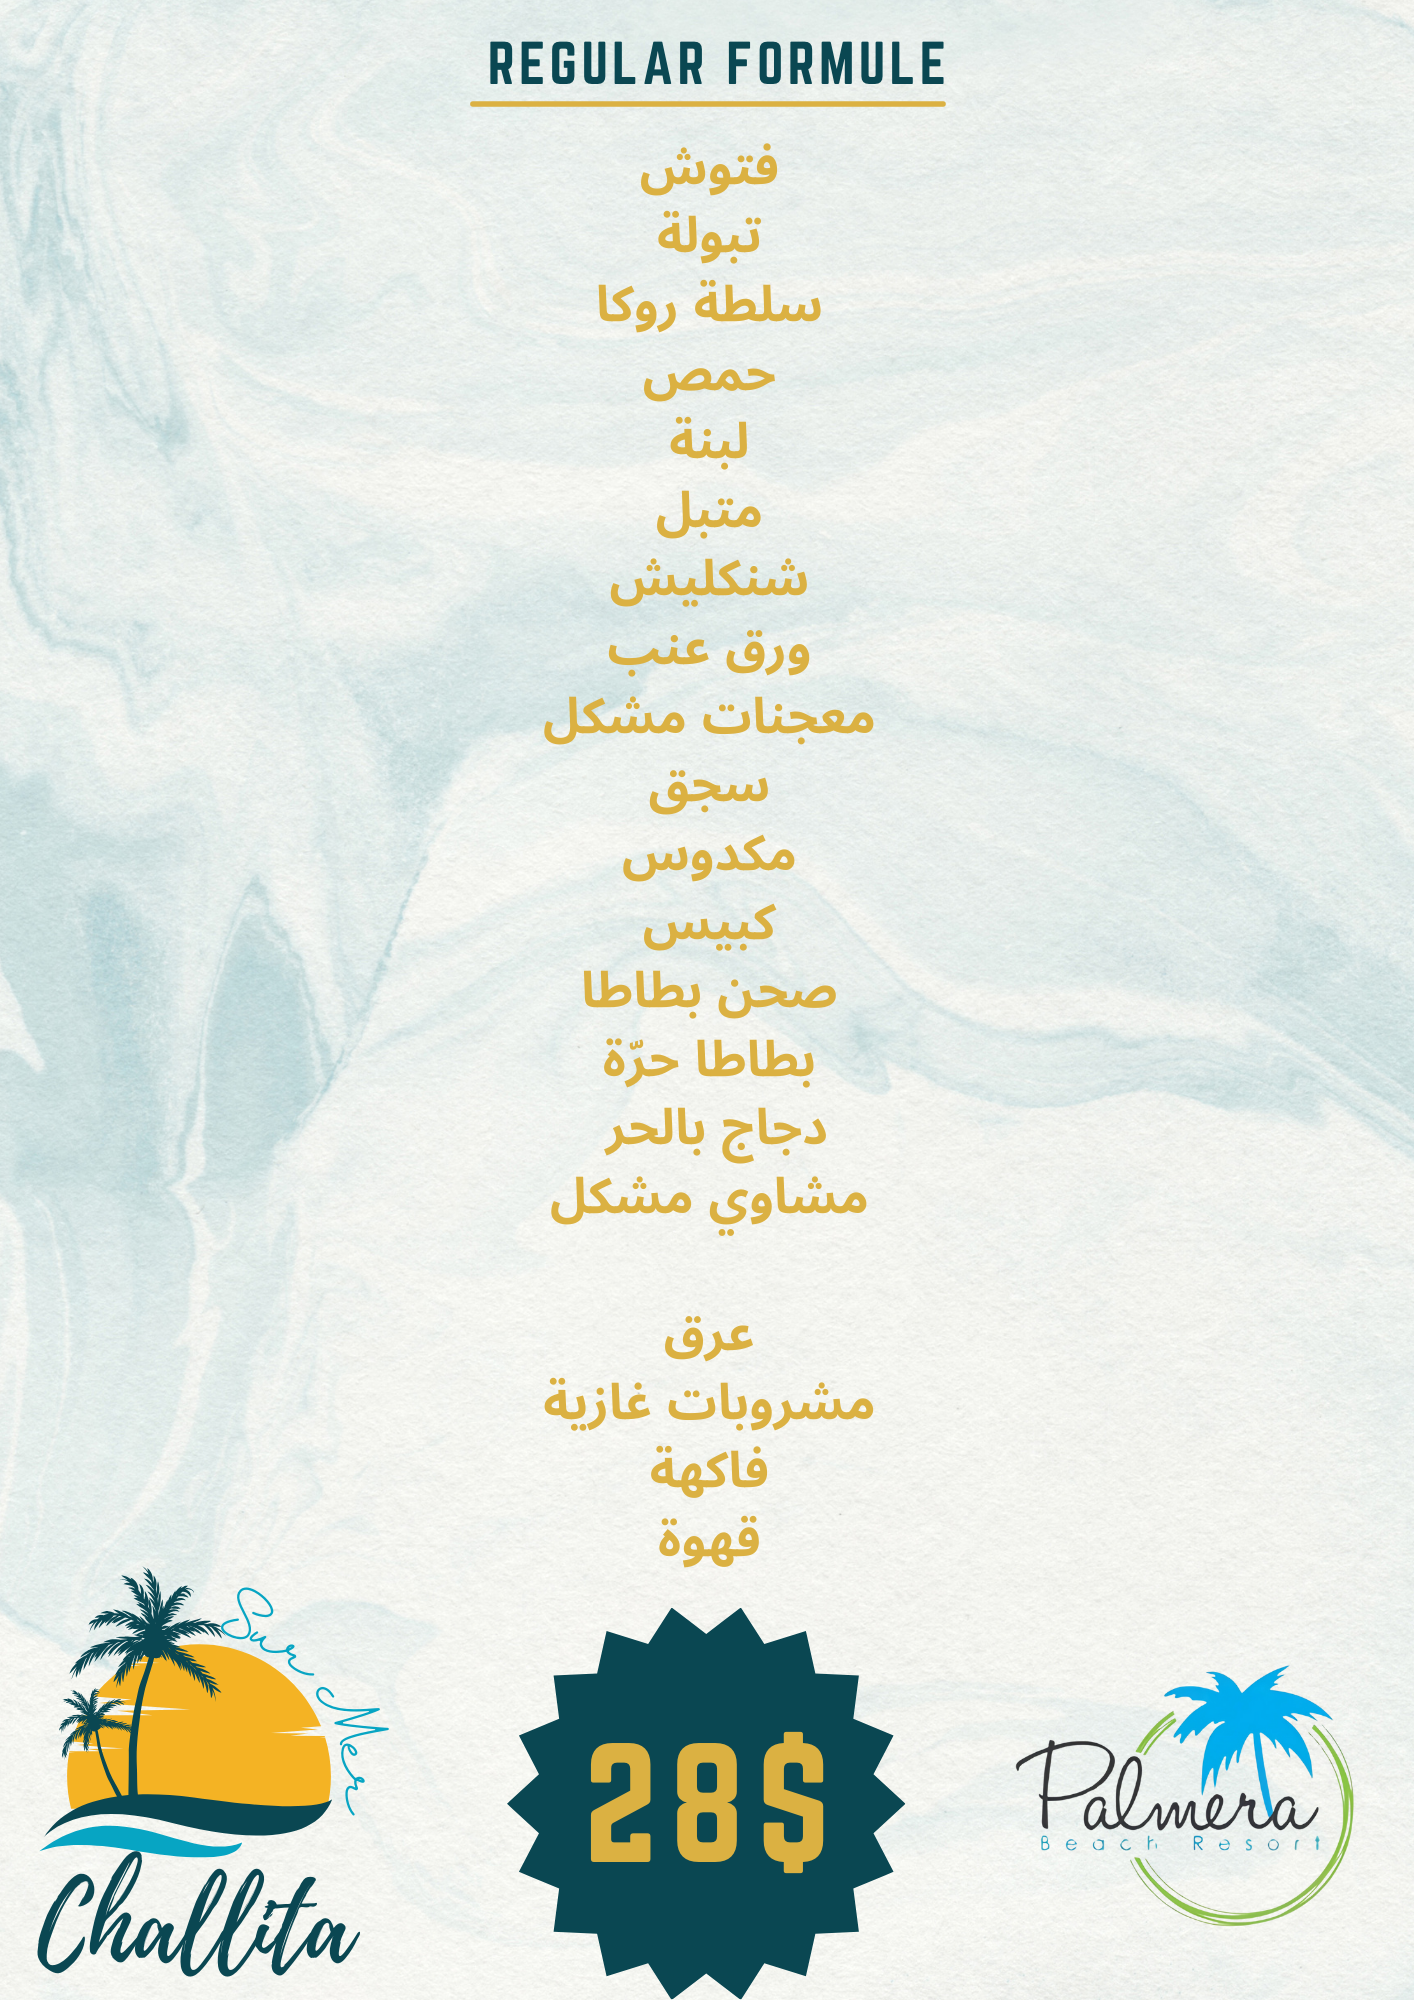 REGULAR FORMULE
فتوش
تبولة
سلطة روكا
حمص
لبنة
متبل
شنكليش
ورق عنب
معجنات مشكل
سجق
مكدوس
كبيس
صحن بطاطا
بطاطا حرّة
دجاج بالحر
مشاوي مشكل
عرق
مشروبات غازية
فاكهة
قهوة
Sur Mer
Challita
28$
Palmera
Beach Resort